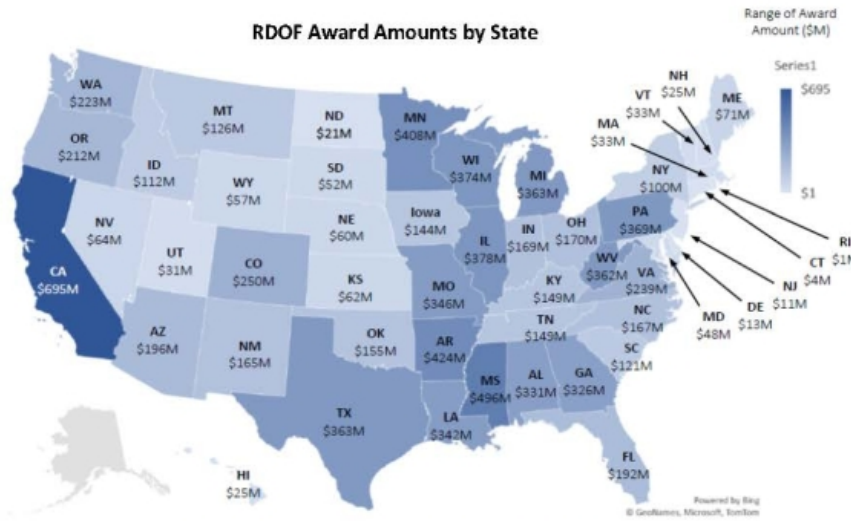 RDOF Award Amounts by State
Range of Award
Amount ($M)
Series1
$695
$1
WA
$223M
OR
$212M
CA
$695M
NV
$64M
ID
$112M
MT
$126M
WY
$57M
UT
$31M
AZ
$196M
CO
$250M
NM
$165M
ND
$21M
SD
$52M
NE
$60M
KS
$62M
OK
$155M
TX
$363M
MN
$408M
Iowa
$144M
MO
$346M
AR
$424M
LA
$342M
WI
$374M
IL
$378M
MI
$363M
IN
$169M
OH
$170M
KY
$149M
TN
$149M
MS
$496M
AL
$331M
GA
$326M
FL
$192M
SC
$121M
NC
$167M
VA
$239M
WV
$362M
PA
$369M
NY
$100M
ME
$71M
NH
$25M
VT
$33M
MA
$33M
RI
$1M
CT
$4M
NJ
$11M
DE
$13M
MD
$48M
HI
$25M
Powered by Bing
© GeoNames, Microsoft, TomTom